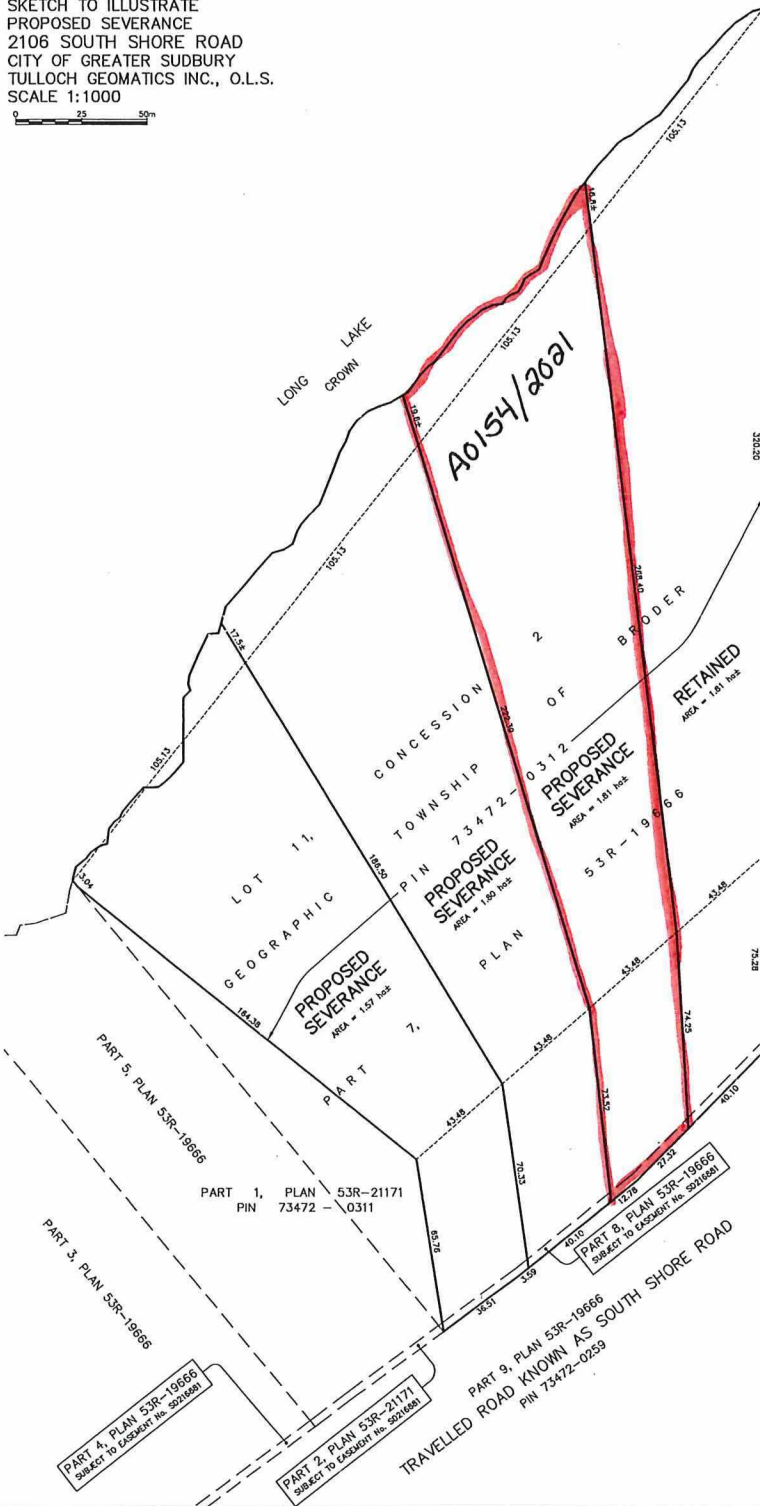 SKETCH TO ILLUSTRATE
PROPOSED SEVERANCE
2106 SOUTH SHORE ROAD
CITY OF GREATER SUDBURY
TULLOCH GEOMATICS INC., O.L.S.
SCALE 1:1000
0 25 50m
105.13
16.8±
LONG LAKE
CROWN
105.13
A0154/2021
19.6±
320.20
105.13
17.5±
268.40
222.10
LOT 11, CONCESSION 2
GEOGRAPHIC TOWNSHIP OF BRODER
PIN 73472-0312
PART 7, PLAN 53R-19666
RETAINED
AREA = 1.81 ha±
PROPOSED
SEVERANCE
AREA = 1.81 ha±
PROPOSED
SEVERANCE
AREA = 1.80 ha±
PROPOSED
SEVERANCE
AREA = 1.57 ha±
105.13
186.50
13.04
184.38
43.48
43.48
43.48
43.48
75.28
74.25
73.52
70.33
65.76
40.10
27.32
12.78
40.10
3.59
36.51
PART 5, PLAN 53R-19666
PART 1, PLAN 53R-21171
PIN 73472 - 0311
PART 3, PLAN 53R-19666
PART 8, PLAN 53R-19666
SUBJECT TO EASEMENT No. S0216881
PART 9, PLAN 53R-19666
TRAVELLED ROAD KNOWN AS SOUTH SHORE ROAD
PIN 73472-0259
PART 4, PLAN 53R-19666
SUBJECT TO EASEMENT No. S0216881
PART 2, PLAN 53R-21171
SUBJECT TO EASEMENT No. S0216881